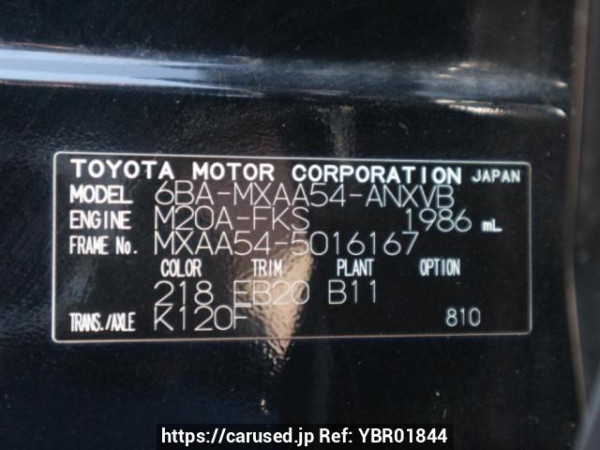 TOYOTA MOTOR CORPORATION JAPAN
MODEL 6BA-MXAA54-ANXVB
ENGINE M20A-FKS 1986 mL
FRAME No. MXAA54-5016167
COLOR TRIM PLANT OPTION
218 EB20 B11
TRANS./AXLE K120F 810
https://carused.jp Ref: YBR01844